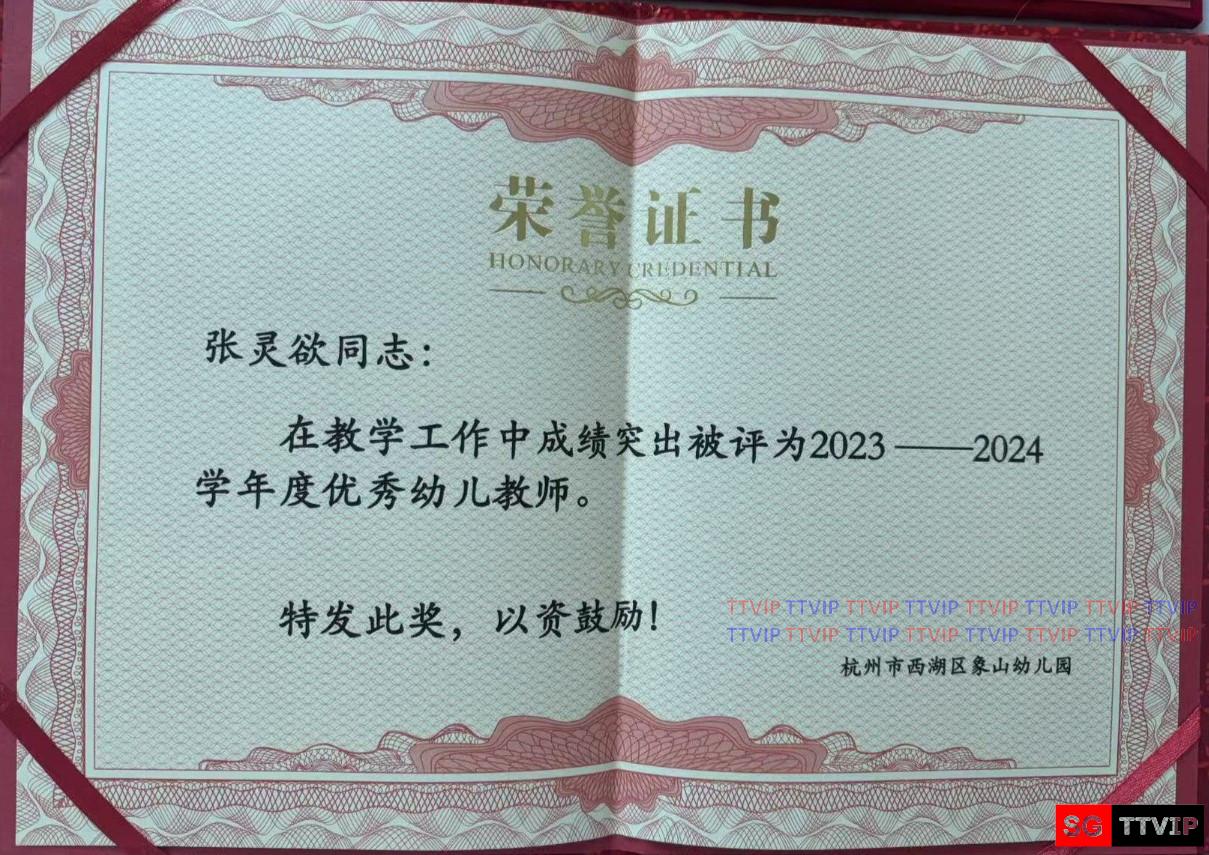 荣誉证书
HONORARY CREDENTIAL
张灵欲同志：
在教学工作中成绩突出被评为2023——2024
学年度优秀幼儿教师。
特发此奖，以资鼓励！
TTVIP TTVIP TTVIP TTVIP TTVIP TTVIP TTVIP TTVIP
TTVIP TTVIP TTVIP TTVIP TTVIP TTVIP TTVIP TTVIP
杭州市西湖区象山幼儿园
SG TTVIP